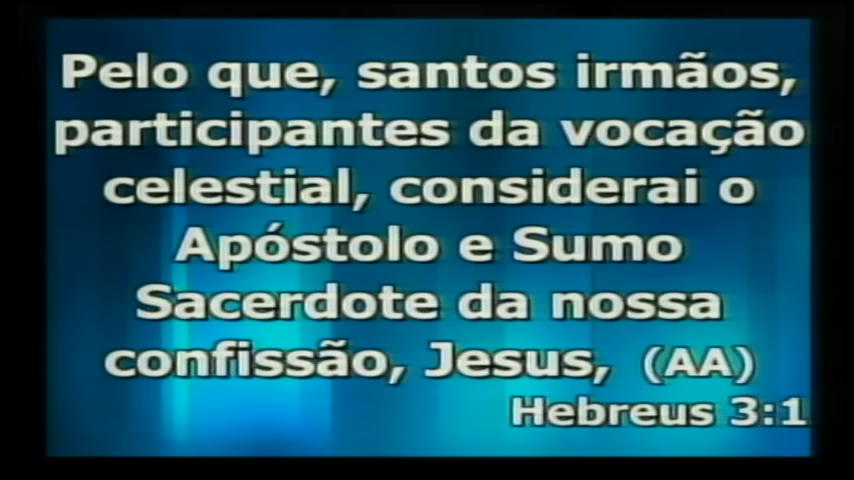 Pelo que, santos irmãos,
participantes da vocação
celestial, considerai o
Apóstolo e Sumo
Sacerdote da nossa
confissão, Jesus, (AA)
Hebreus 3:1